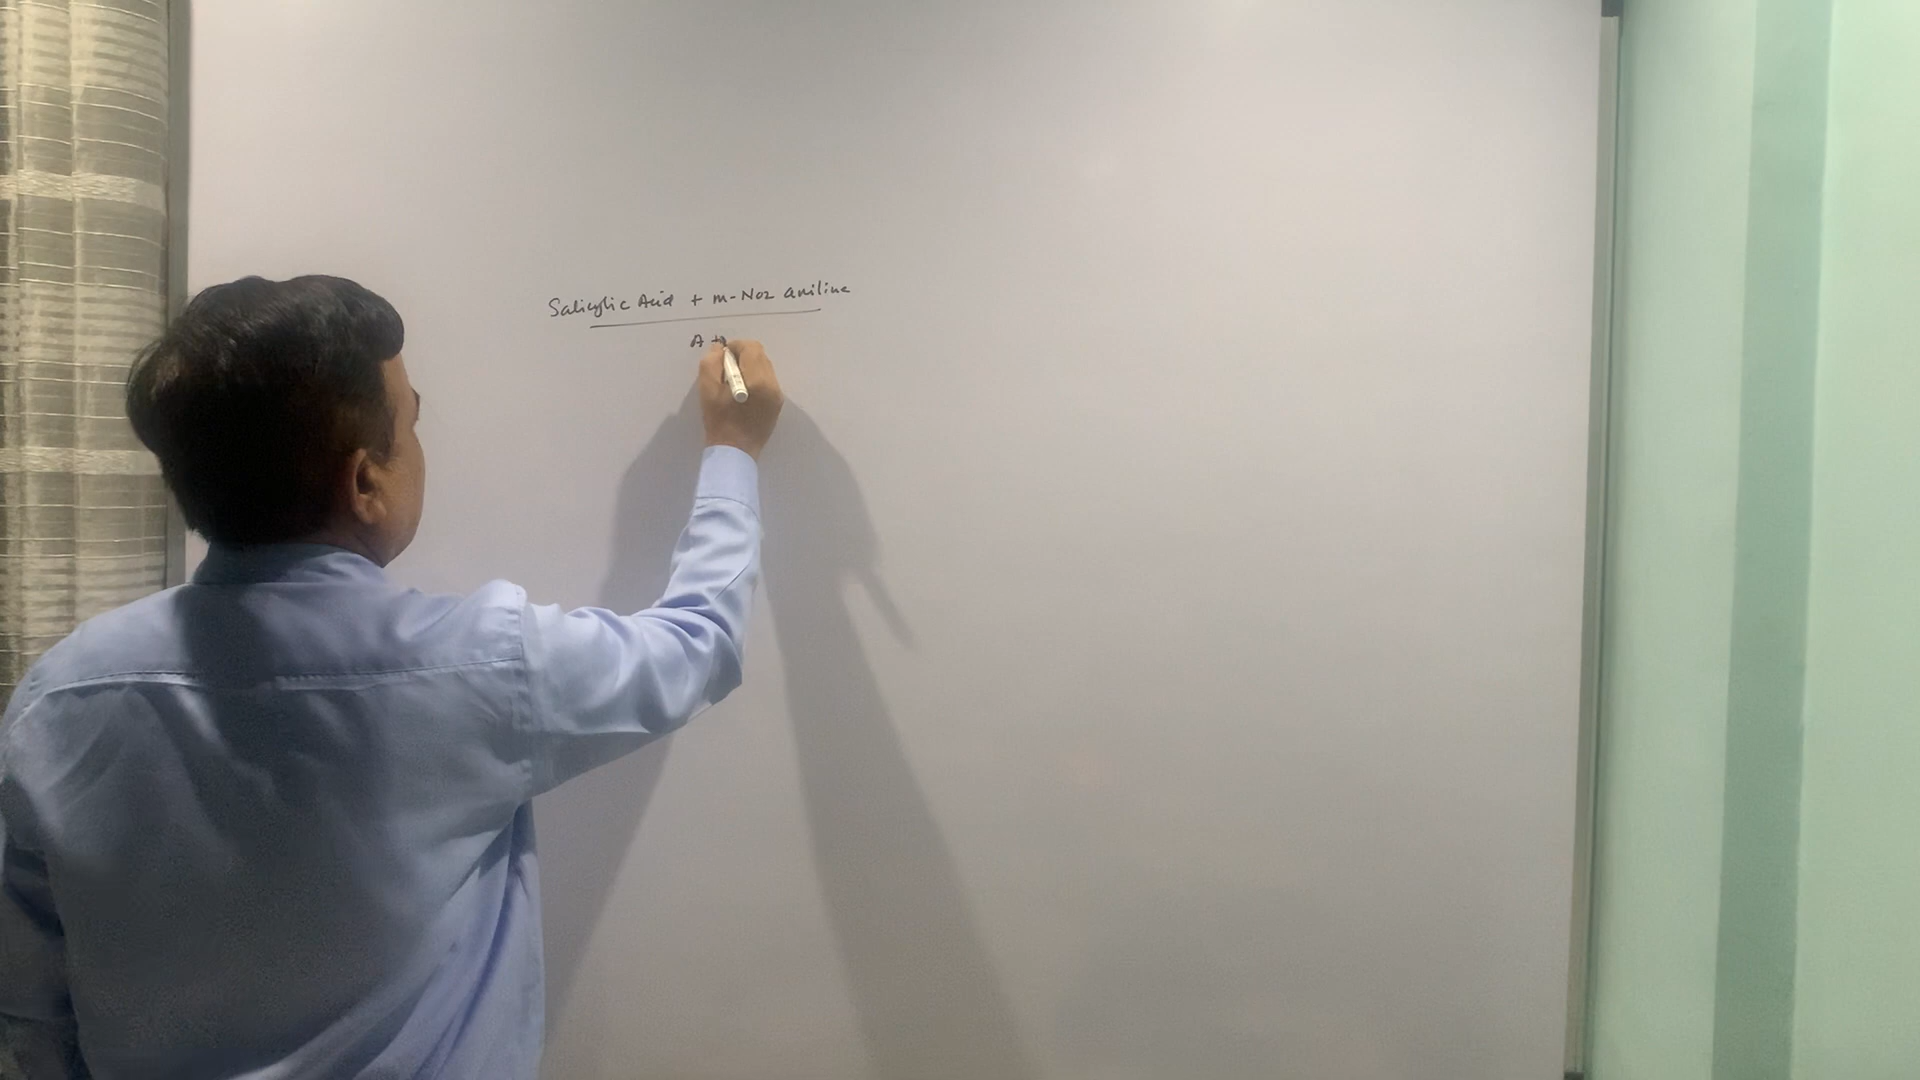 Salicylic Acid + m-No2 aniline
A +